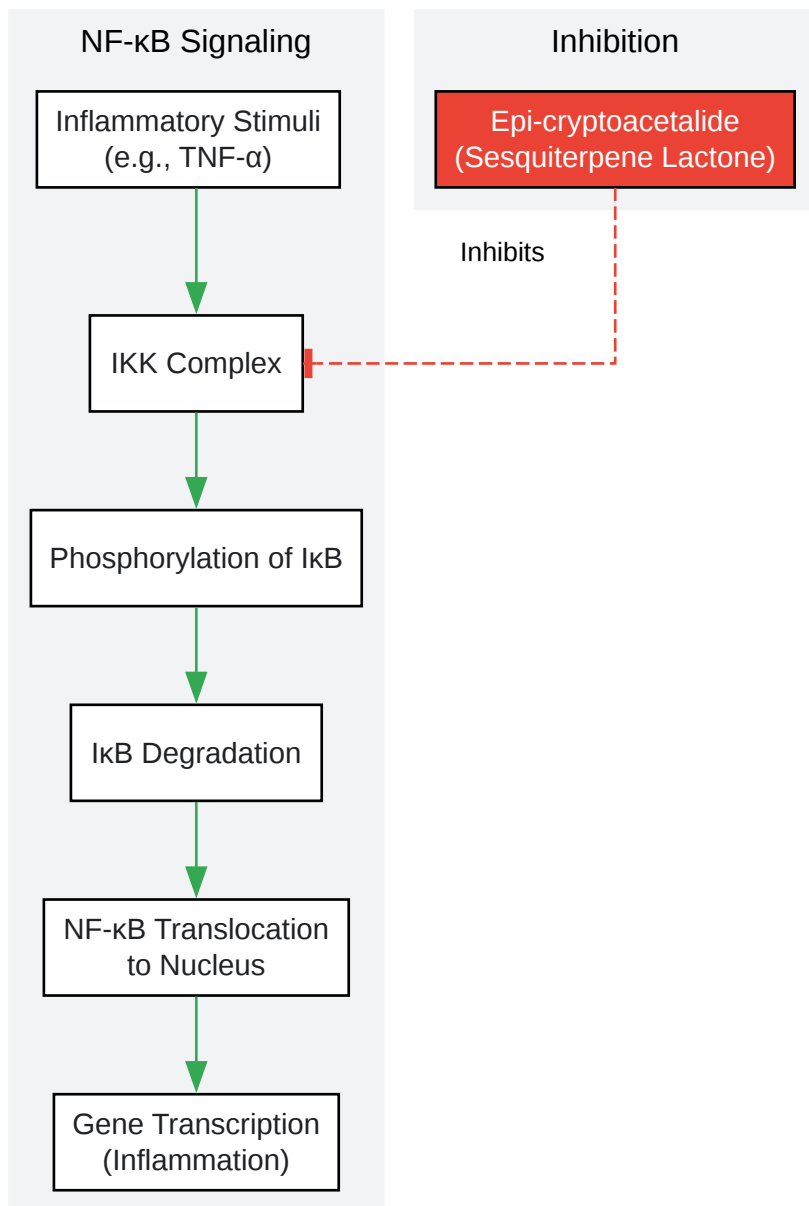 NF-κB Signaling
Inflammatory Stimuli
(e.g., TNF-α)
IKK Complex
Phosphorylation of IκB
IκB Degradation
NF-κB Translocation
to Nucleus
Gene Transcription
(Inflammation)
Inhibition
Epi-cryptoacetalide
(Sesquiterpene Lactone)
Inhibits